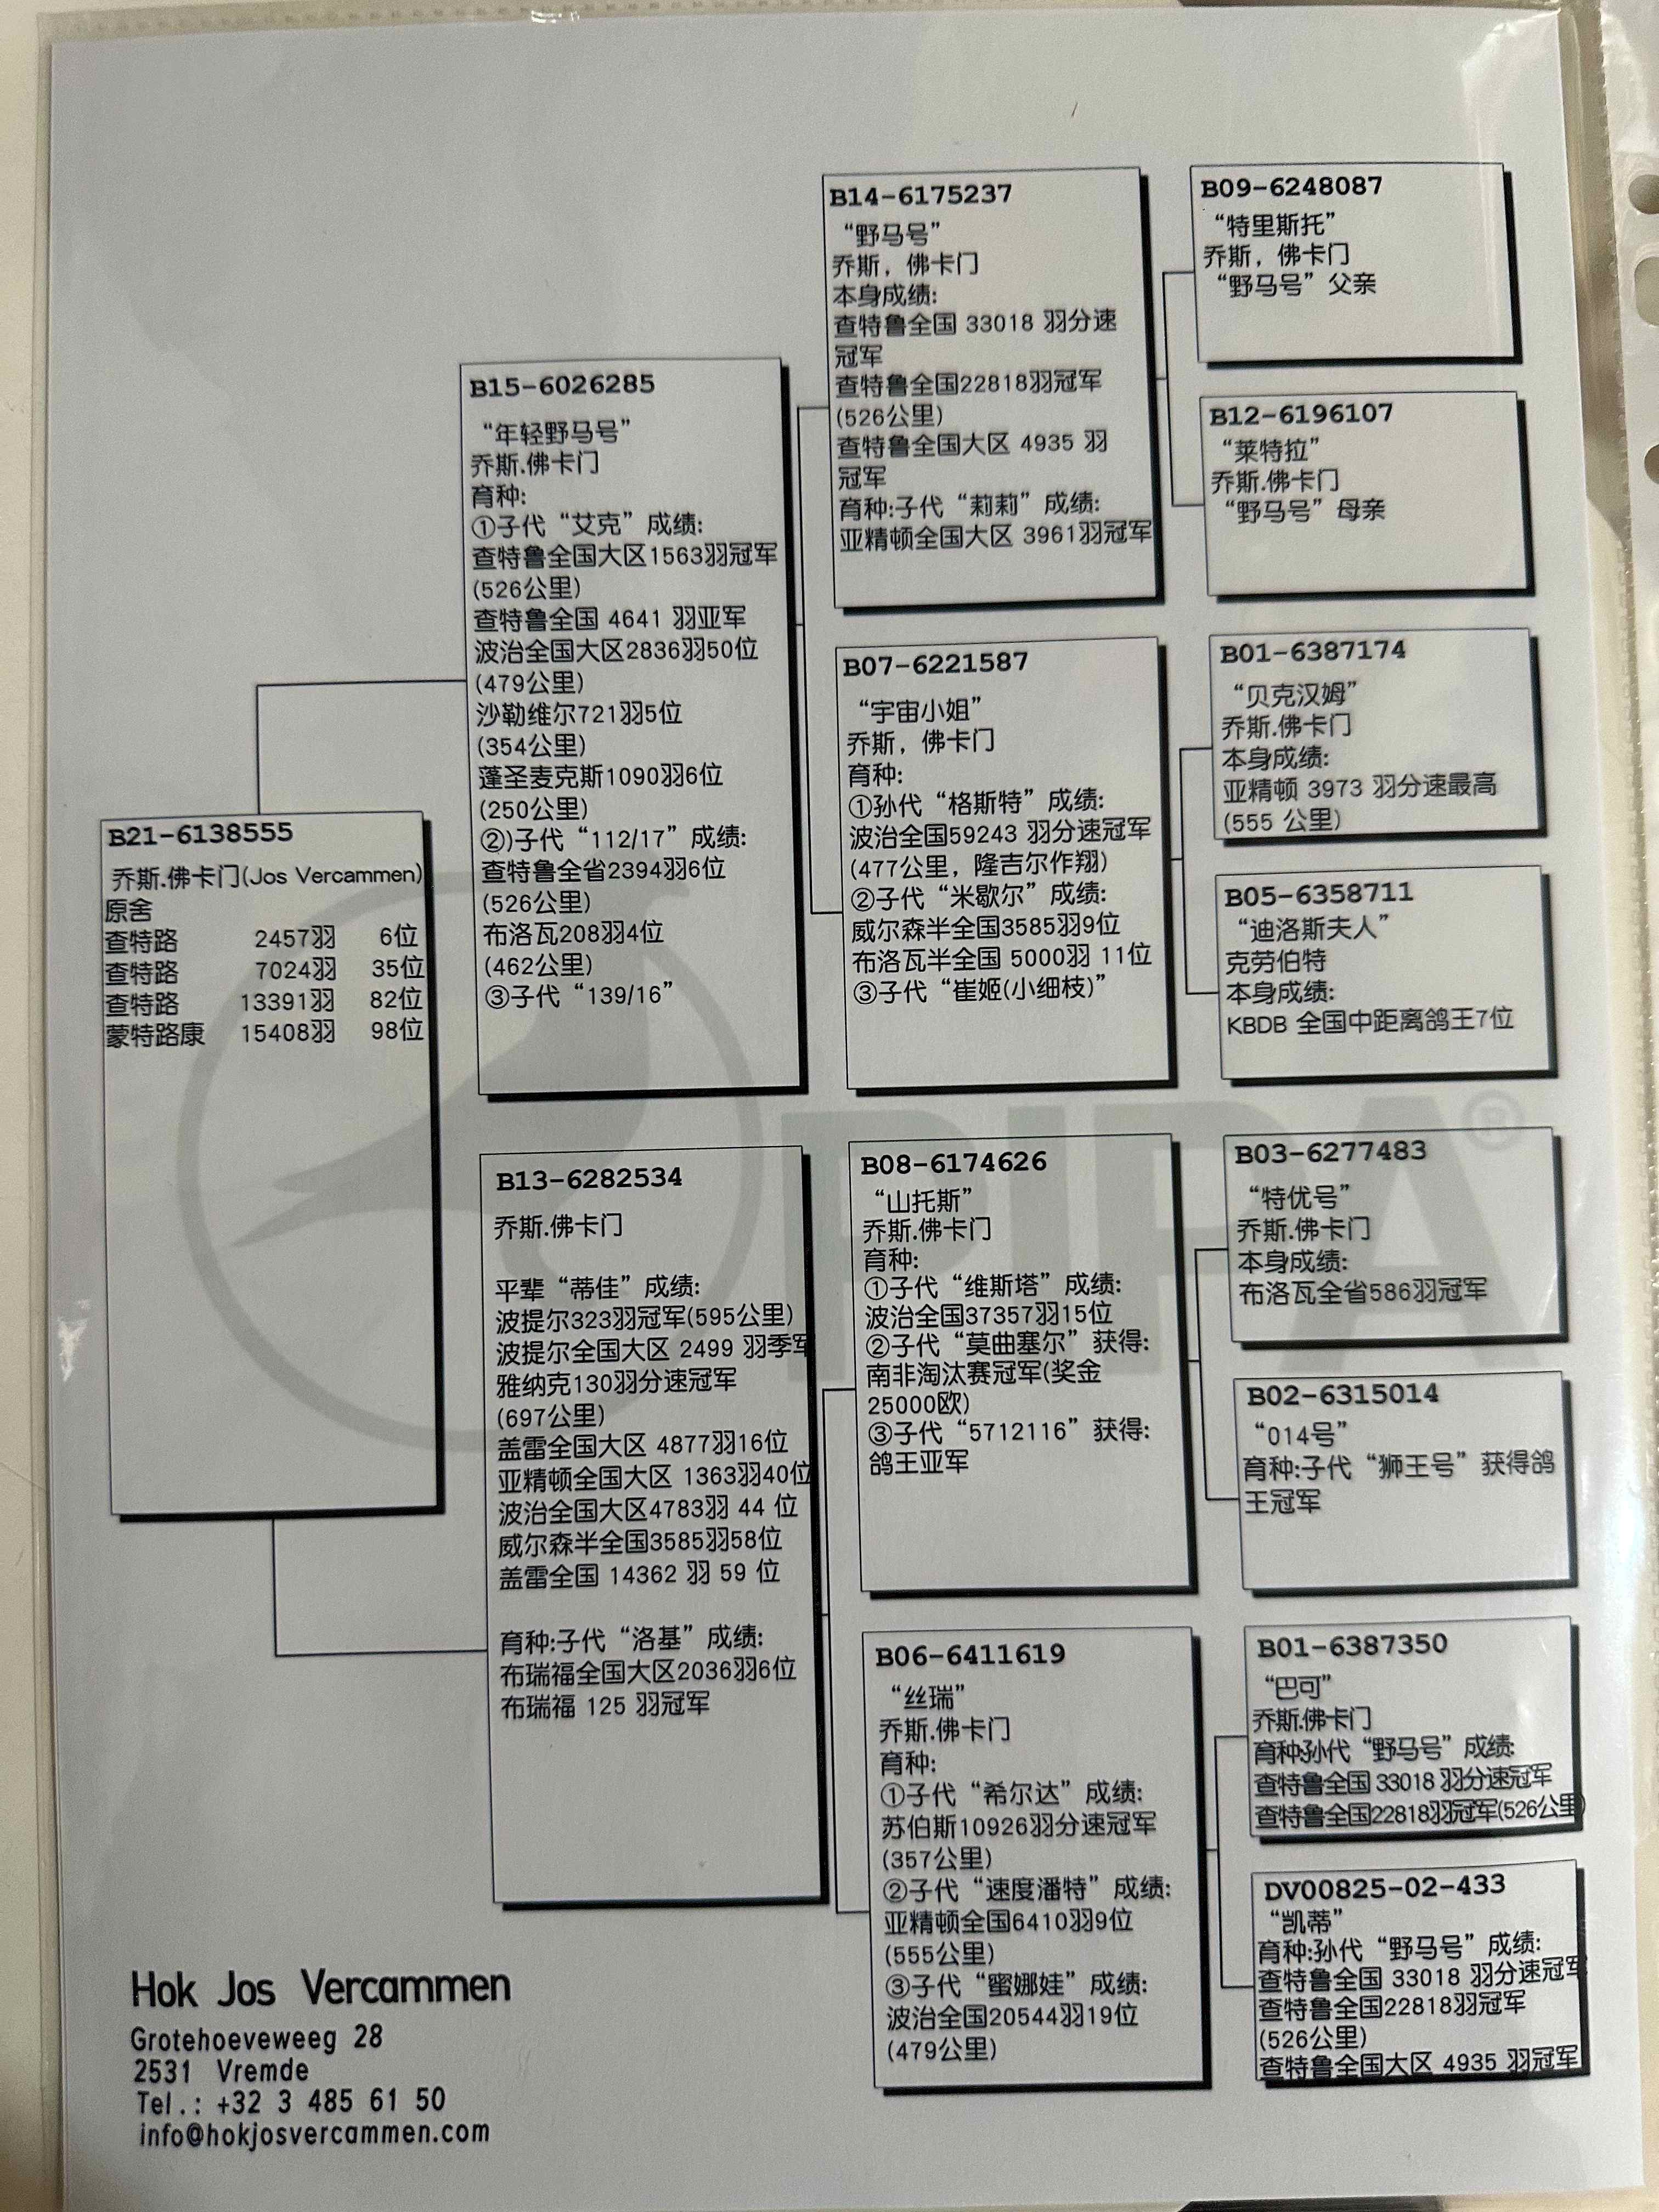 B21-6138555
乔斯.佛卡门(Jos Vercammen)
原舍
查特路 2457羽 6位
查特路 7024羽 35位
查特路 13391羽 82位
蒙特路康 15408羽 98位
B15-6026285
“年轻野马号”
乔斯.佛卡门
育种:
①子代“艾克”成绩:
查特鲁全国大区1563羽冠军
(526公里)
查特鲁全国 4641 羽亚军
波治全国大区2836羽50位
(479公里)
沙勒维尔721羽5位
(354公里)
蓬圣麦克斯1090羽6位
(250公里)
②)子代“112/17”成绩:
查特鲁全省2394羽6位
(526公里)
布洛瓦208羽4位
(462公里)
③子代“139/16”
B13-6282534
乔斯.佛卡门
平辈“蒂佳”成绩:
波提尔323羽冠军(595公里)
波提尔全国大区 2499 羽季军
雅纳克130羽分速冠军
(697公里)
盖雷全国大区 4877羽16位
亚精顿全国大区 1363羽40位
波治全国大区4783羽 44 位
威尔森半全国3585羽58位
盖雷全国 14362 羽 59 位
育种:子代“洛基”成绩:
布瑞福全国大区2036羽6位
布瑞福 125 羽冠军
B14-6175237
“野马号”
乔斯，佛卡门
本身成绩:
查特鲁全国 33018 羽分速
冠军
查特鲁全国22818羽冠军
(526公里)
查特鲁全国大区 4935 羽
冠军
育种:子代“莉莉”成绩:
亚精顿全国大区 3961羽冠军
B07-6221587
“宇宙小姐”
乔斯，佛卡门
育种:
①孙代“格斯特”成绩:
波治全国59243 羽分速冠军
(477公里，隆吉尔作翔)
②子代“米歇尔”成绩:
威尔森半全国3585羽9位
布洛瓦半全国 5000羽 11位
③子代“崔姬(小细枝)”
B08-6174626
“山托斯”
乔斯.佛卡门
育种:
①子代“维斯塔”成绩:
波治全国37357羽15位
②子代“莫曲塞尔”获得:
南非淘汰赛冠军(奖金
25000欧)
③子代“5712116”获得:
鸽王亚军
B06-6411619
“丝瑞”
乔斯.佛卡门
育种:
①子代“希尔达”成绩:
苏伯斯10926羽分速冠军
(357公里)
②子代“速度潘特”成绩:
亚精顿全国6410羽9位
(555公里)
③子代“蜜娜娃”成绩:
波治全国20544羽19位
(479公里)
B09-6248087
“特里斯托”
乔斯，佛卡门
“野马号”父亲
B12-6196107
“莱特拉”
乔斯.佛卡门
“野马号”母亲
B01-6387174
“贝克汉姆”
乔斯.佛卡门
本身成绩:
亚精顿 3973 羽分速最高
(555 公里)
B05-6358711
“迪洛斯夫人”
克劳伯特
本身成绩:
KBDB 全国中距离鸽王7位
B03-6277483
“特优号”
乔斯.佛卡门
本身成绩:
布洛瓦全省586羽冠军
B02-6315014
“014号”
育种:子代“狮王号”获得鸽
王冠军
B01-6387350
“巴可”
乔斯.佛卡门
育种:孙代“野马号”成绩:
查特鲁全国 33018 羽分速冠军
查特鲁全国22818羽冠军(526公里)
DV00825-02-433
“凯蒂”
育种:孙代“野马号”成绩:
查特鲁全国 33018 羽分速冠军
查特鲁全国22818羽冠军
(526公里)
查特鲁全国大区 4935 羽冠军
PIPA®
Hok Jos Vercammen
Grotehoeveweeg 28
2531 Vremde
Tel.: +32 3 485 61 50
info@hokjosvercammen.com